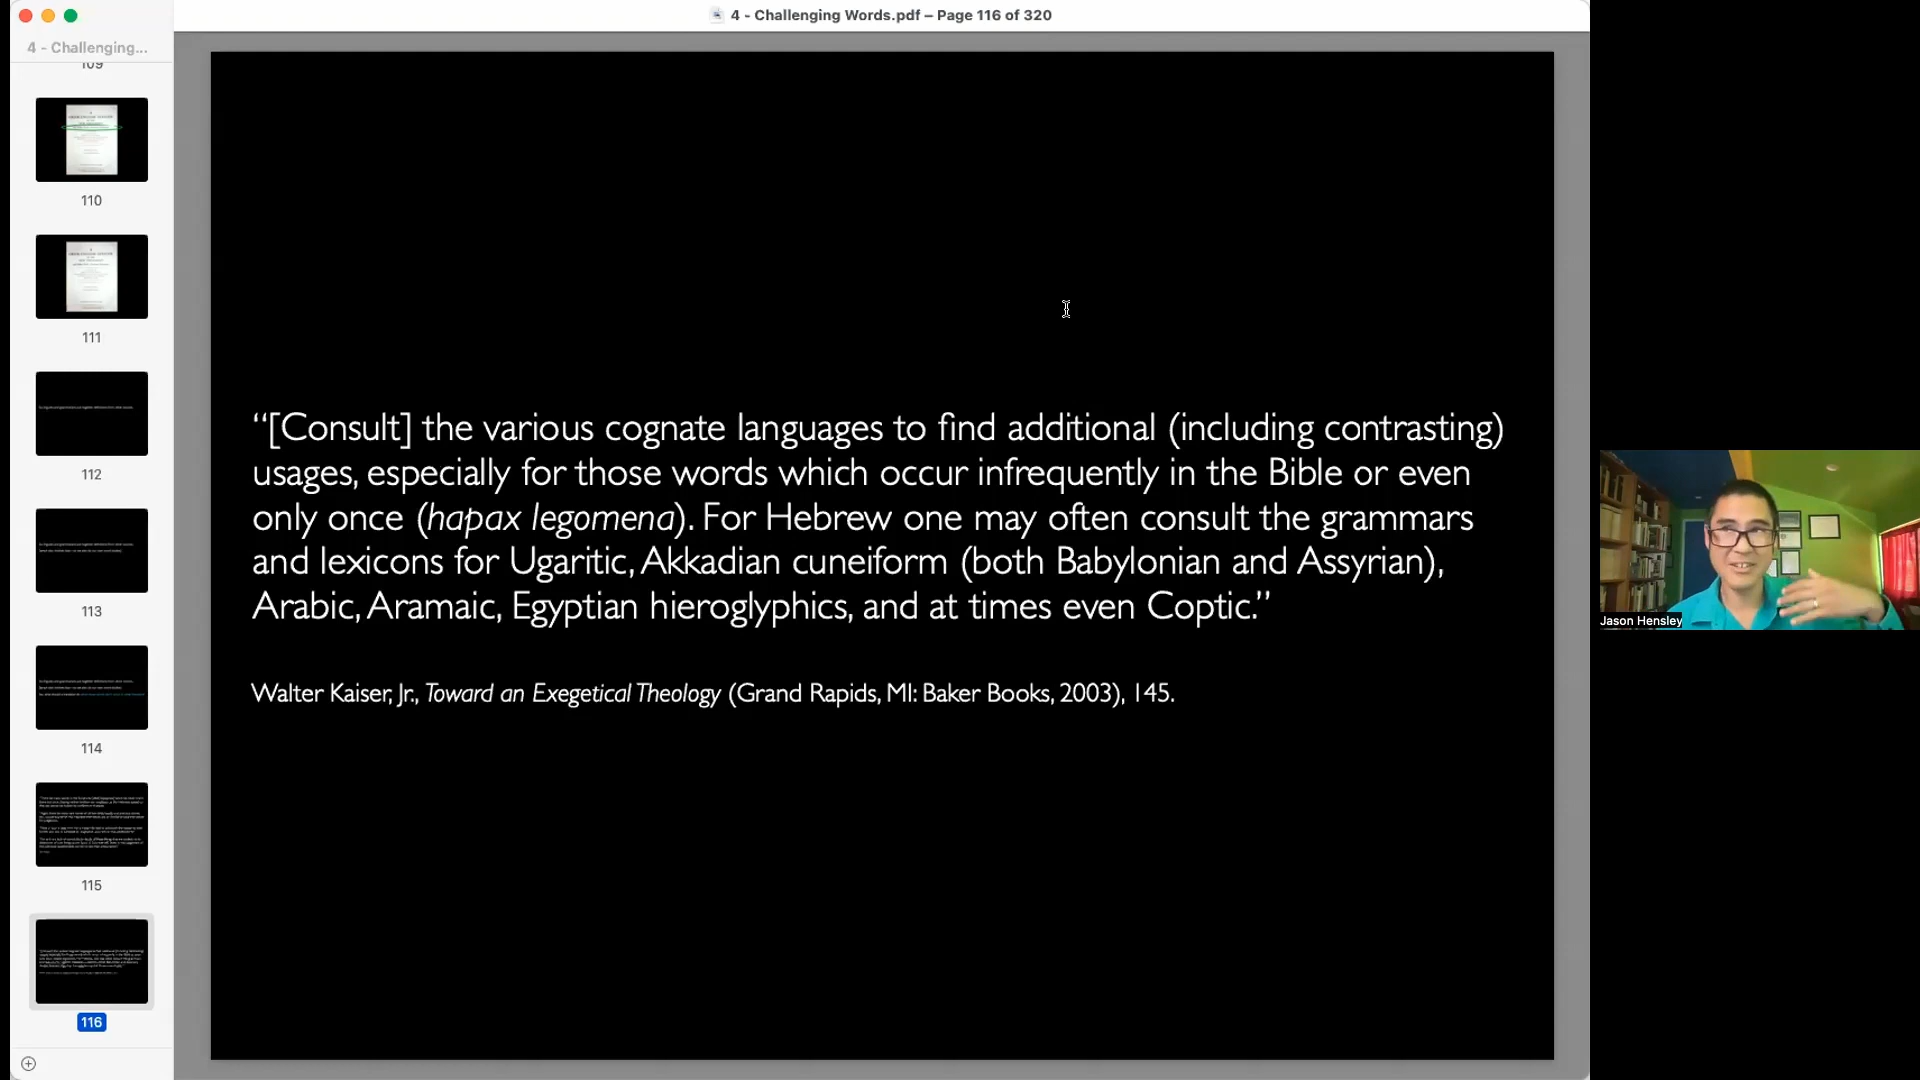 4 - Challenging Words.pdf – Page 116 of 320
4 - Challenging...
109
110
111
112
113
114
115
116
“[Consult] the various cognate languages to find additional (including contrasting)
usages, especially for those words which occur infrequently in the Bible or even
only once (hapax legomena). For Hebrew one may often consult the grammars
and lexicons for Ugaritic, Akkadian cuneiform (both Babylonian and Assyrian),
Arabic, Aramaic, Egyptian hieroglyphics, and at times even Coptic.”
Walter Kaiser, Jr., Toward an Exegetical Theology (Grand Rapids, MI: Baker Books, 2003), 145.
Jason Hensley